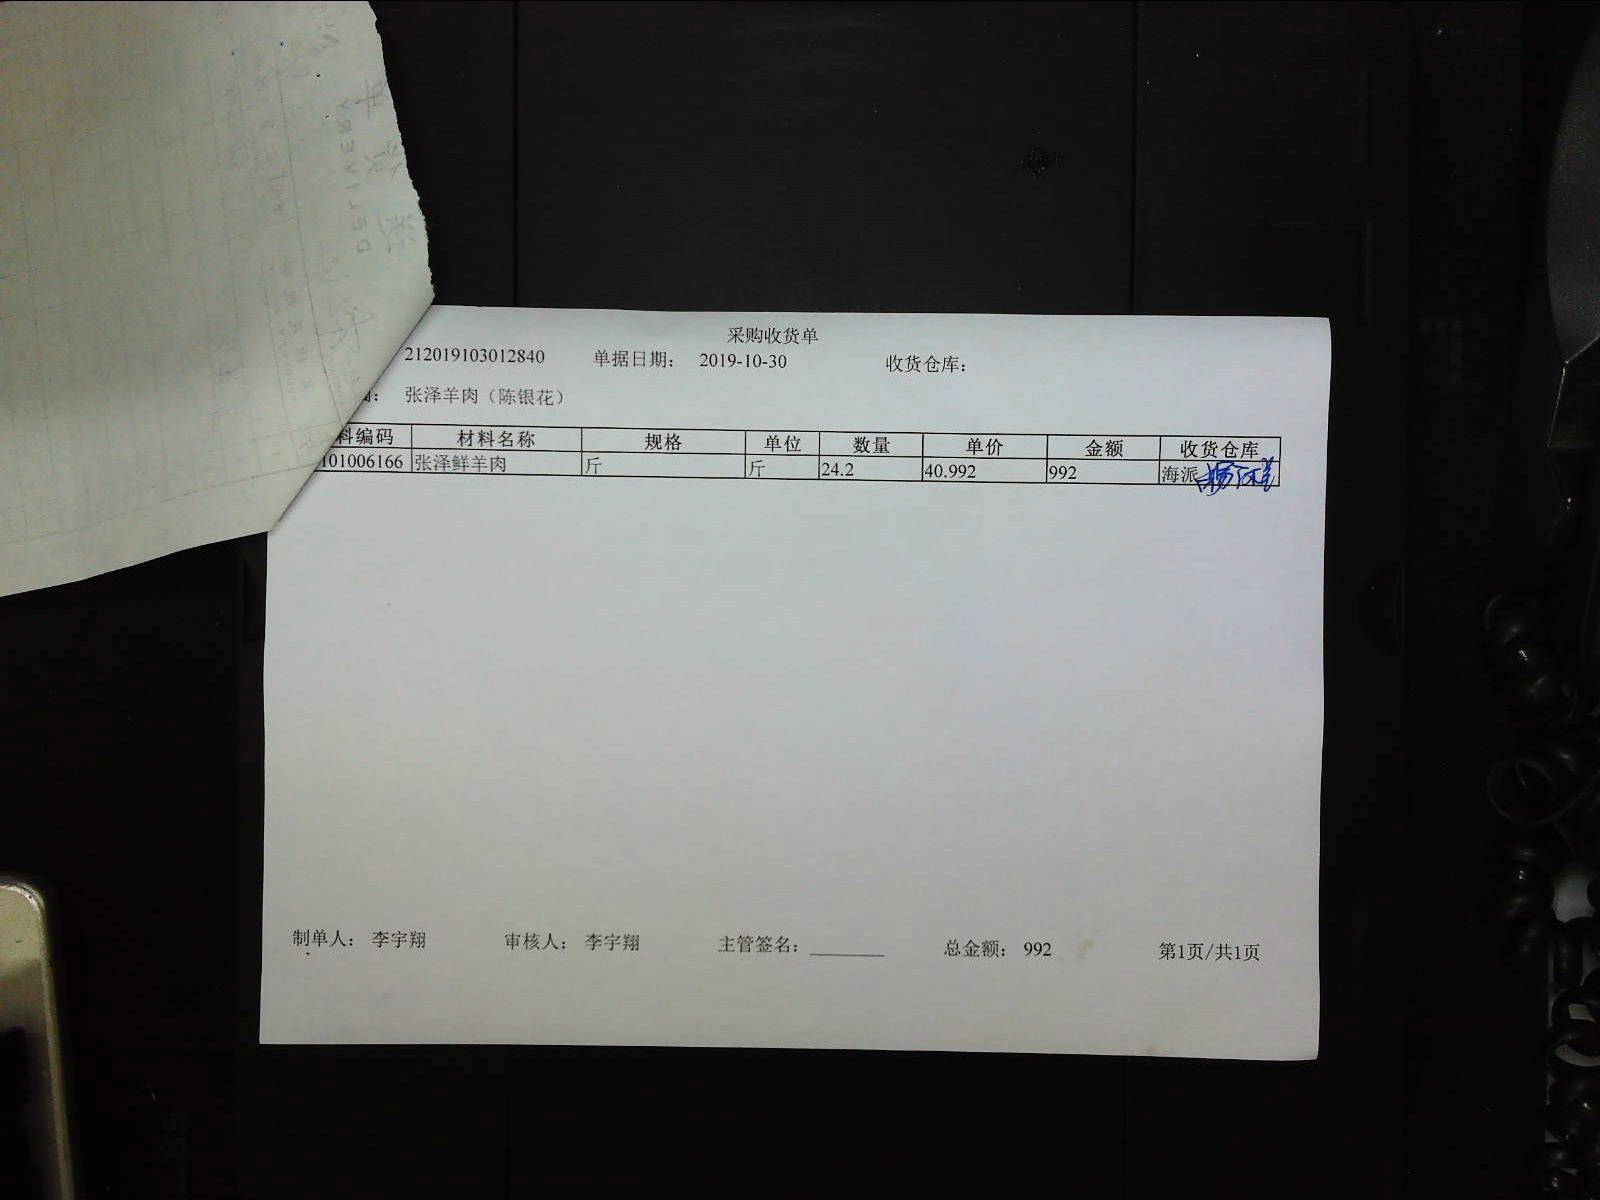 采购收货单
212019103012840 单据日期： 2019-10-30 收货仓库：
： 张泽羊肉（陈银花）
料编码 材料名称 规格 单位 数量 单价 金额 收货仓库
101006166 张泽鲜羊肉 斤 斤 24.2 40.992 992 海派
制单人： 李宇翔 审核人： 李宇翔 主管签名： 总金额： 992 第1页/共1页
DELIVERY